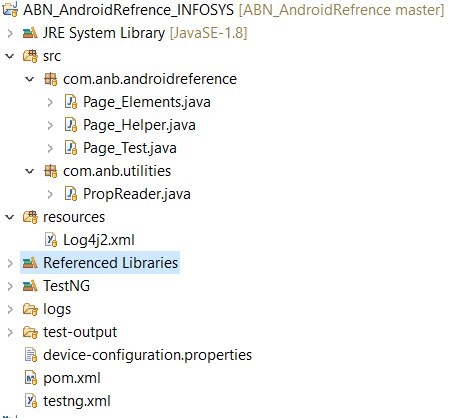 ABN_AndroidRefrence_INFOSYS [ABN_AndroidRefrence master]
JRE System Library [JavaSE-1.8]
src
com.anb.androidreference
Page_Elements.java
Page_Helper.java
Page_Test.java
com.anb.utilities
PropReader.java
resources
Log4j2.xml
Referenced Libraries
TestNG
logs
test-output
device-configuration.properties
pom.xml
testng.xml